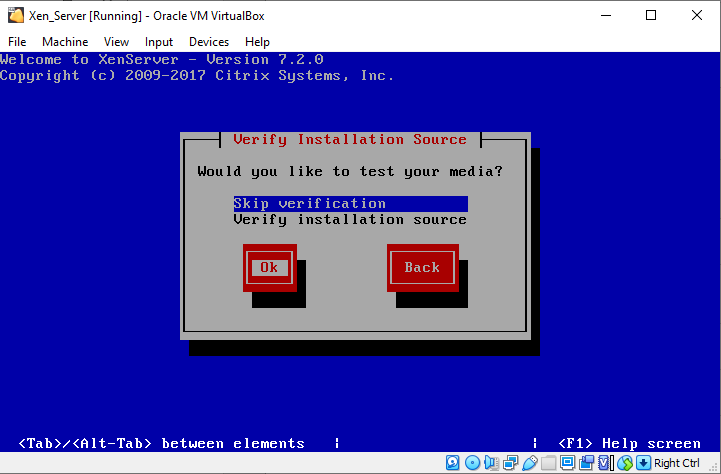 Xen_Server [Running] - Oracle VM VirtualBox
File Machine View Input Devices Help
Welcome to XenServer - Version 7.2.0
Copyright (c) 2009-2017 Citrix Systems, Inc.
Verify Installation Source
Would you like to test your media?
Skip verification
Verify installation source
Ok Back
<Tab>/<Alt-Tab> between elements | | <F1> Help screen
Right Ctrl